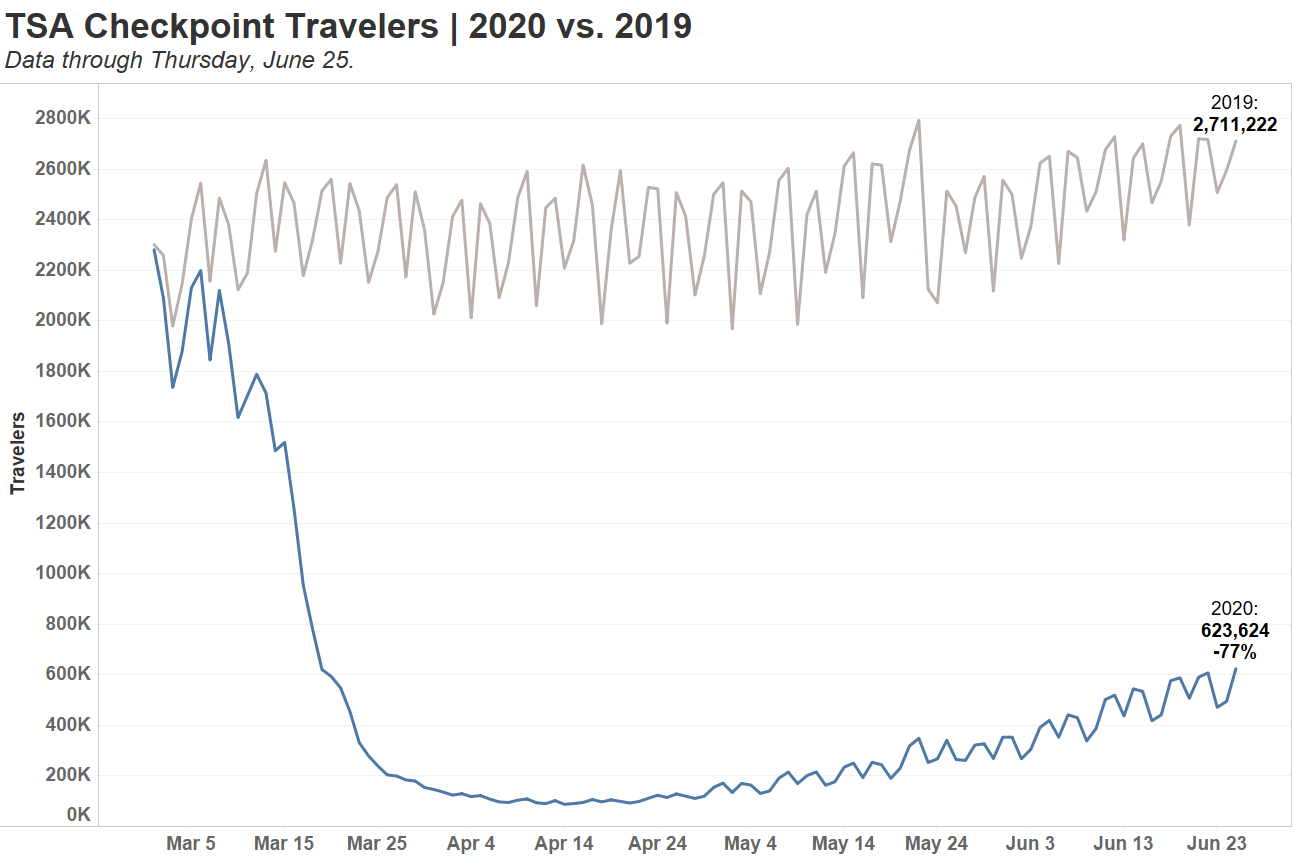 TSA Checkpoint Travelers | 2020 vs. 2019
Data through Thursday, June 25.
2019:
2,711,222
2800K
2600K
2400K
2200K
2000K
1800K
1600K
1400K
1200K
1000K
800K
600K
400K
200K
0K
Travelers
2020:
623,624
-77%
Mar 5 Mar 15 Mar 25 Apr 4 Apr 14 Apr 24 May 4 May 14 May 24 Jun 3 Jun 13 Jun 23